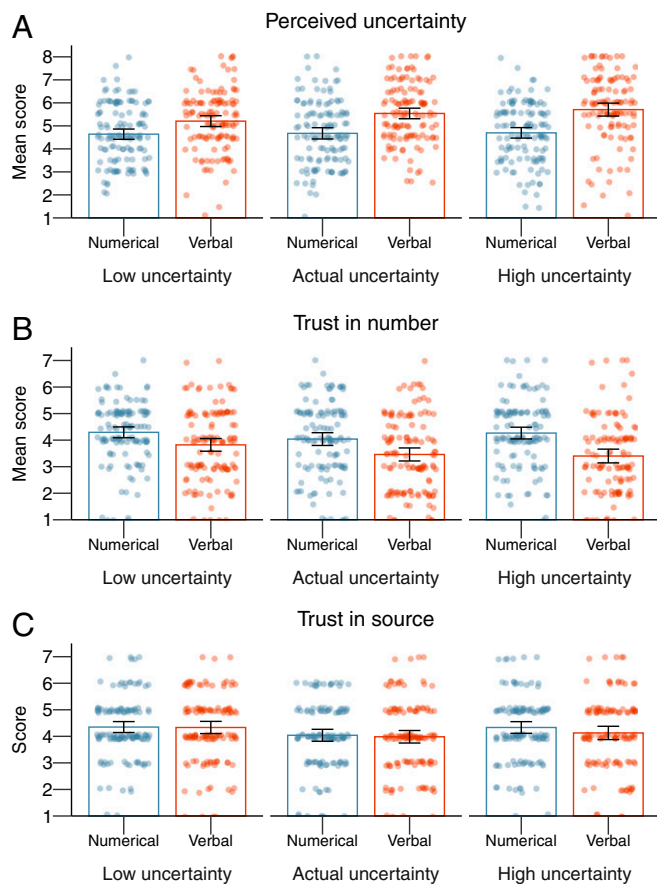 A
Perceived uncertainty
Mean score
8
7
6
5
4
3
2
1
Numerical Verbal Numerical Verbal Numerical Verbal
Low uncertainty Actual uncertainty High uncertainty
B
Trust in number
Mean score
7
6
5
4
3
2
1
Numerical Verbal Numerical Verbal Numerical Verbal
Low uncertainty Actual uncertainty High uncertainty
C
Trust in source
Score
7
6
5
4
3
2
1
Numerical Verbal Numerical Verbal Numerical Verbal
Low uncertainty Actual uncertainty High uncertainty